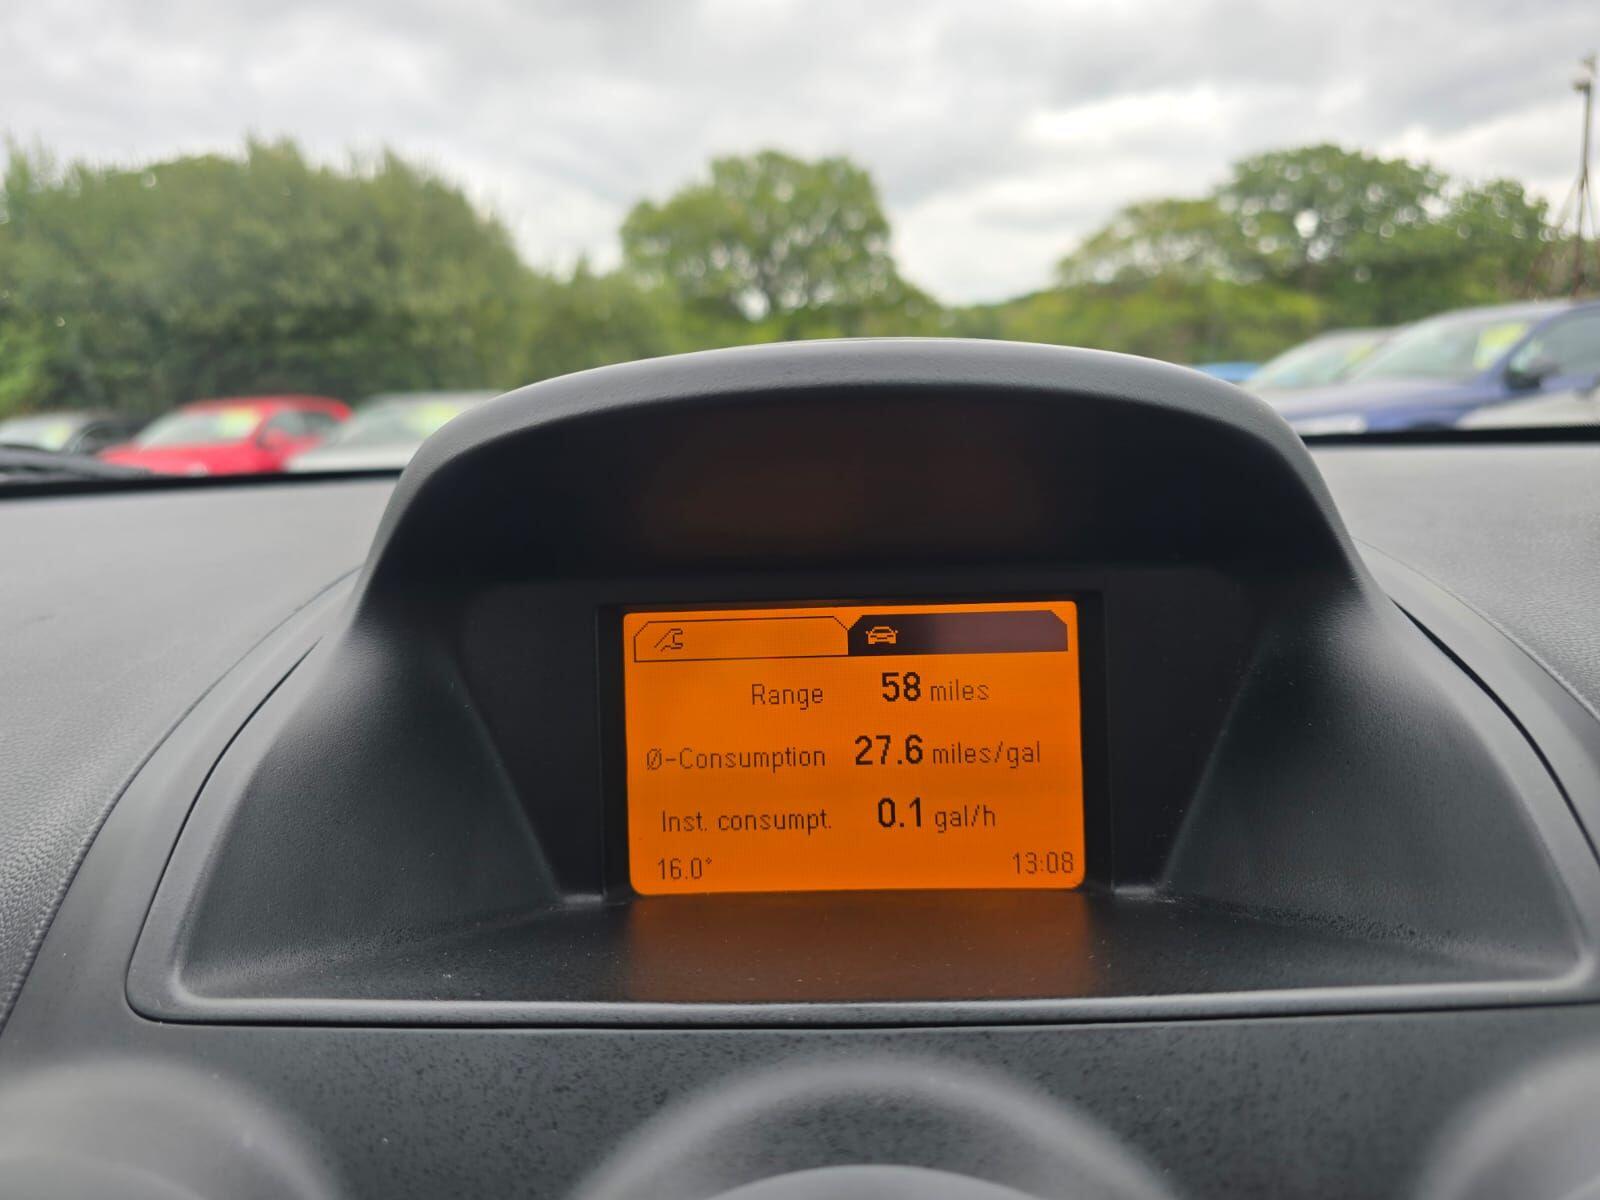 Range 58 miles
Ø-Consumption 27.6 miles/gal
Inst. consumpt. 0.1 gal/h
16.0° 13:08